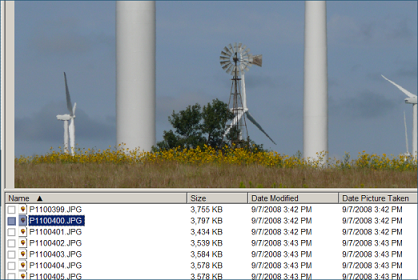 Name Size Date Modified Date Picture Taken
P1100399.JPG 3,755 KB 9/7/2008 3:42 PM 9/7/2008 3:42 PM
P1100400.JPG 3,797 KB 9/7/2008 3:42 PM 9/7/2008 3:42 PM
P1100401.JPG 3,434 KB 9/7/2008 3:42 PM 9/7/2008 3:42 PM
P1100402.JPG 3,539 KB 9/7/2008 3:43 PM 9/7/2008 3:43 PM
P1100403.JPG 3,584 KB 9/7/2008 3:43 PM 9/7/2008 3:43 PM
P1100404.JPG 3,578 KB 9/7/2008 3:43 PM 9/7/2008 3:43 PM
P1100405.JPG 3,578 KB 9/7/2008 3:43 PM 9/7/2008 3:43 PM